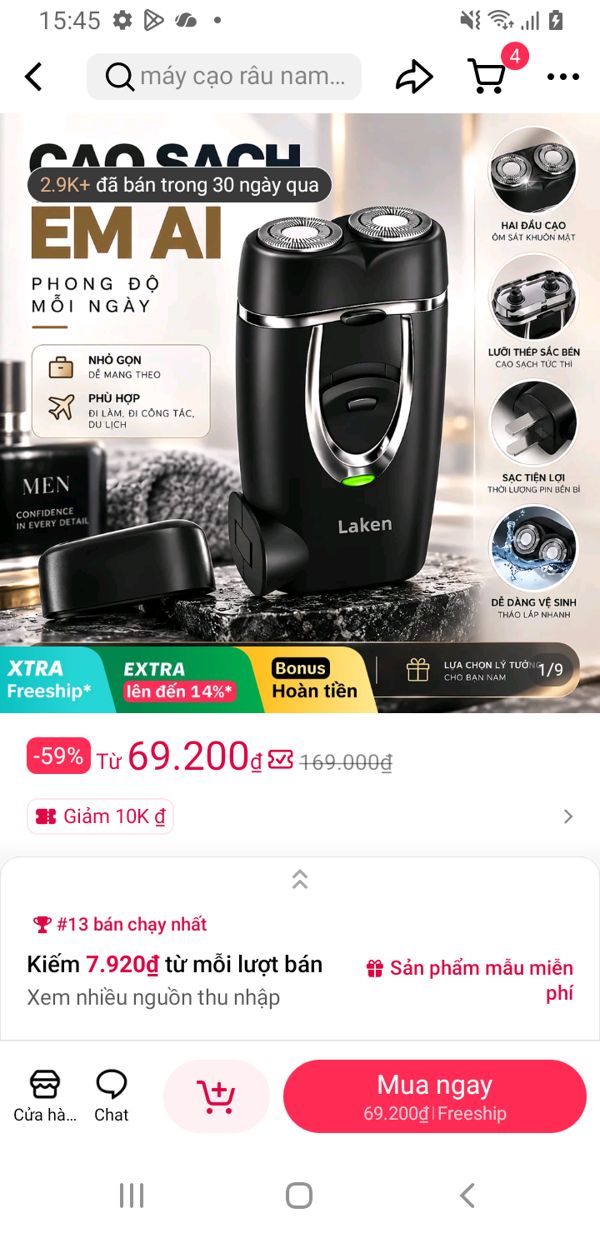 15:45
máy cạo râu nam...
4
CẠO SẠCH
2.9K+ đã bán trong 30 ngày qua
ÊM ÁI
PHONG ĐỘ
MỖI NGÀY
NHỎ GỌN
DỄ MANG THEO
PHÙ HỢP
ĐI LÀM, ĐI CÔNG TÁC,
DU LỊCH
MEN
CONFIDENCE
IN EVERY DETAIL
Laken
HAI ĐẦU CẠO
ÔM SÁT KHUÔN MẶT
LƯỠI THÉP SẮC BÉN
CẠO SẠCH TỨC THÌ
SẠC TIỆN LỢI
THỜI LƯỢNG PIN BỀN BỈ
DỄ DÀNG VỆ SINH
THÁO LẮP NHANH
XTRA
Freeship*
EXTRA
lên đến 14%*
Bonus
Hoàn tiền
LỰA CHỌN LÝ TƯỞNG
CHO BẠN NAM
1/9
-59% Từ 69.200₫ 169.000₫
Giảm 10K ₫
#13 bán chạy nhất
Kiếm 7.920₫ từ mỗi lượt bán
Xem nhiều nguồn thu nhập
Sản phẩm mẫu miễn
phí
Cửa hà...
Chat
Mua ngay
69.200₫ | Freeship